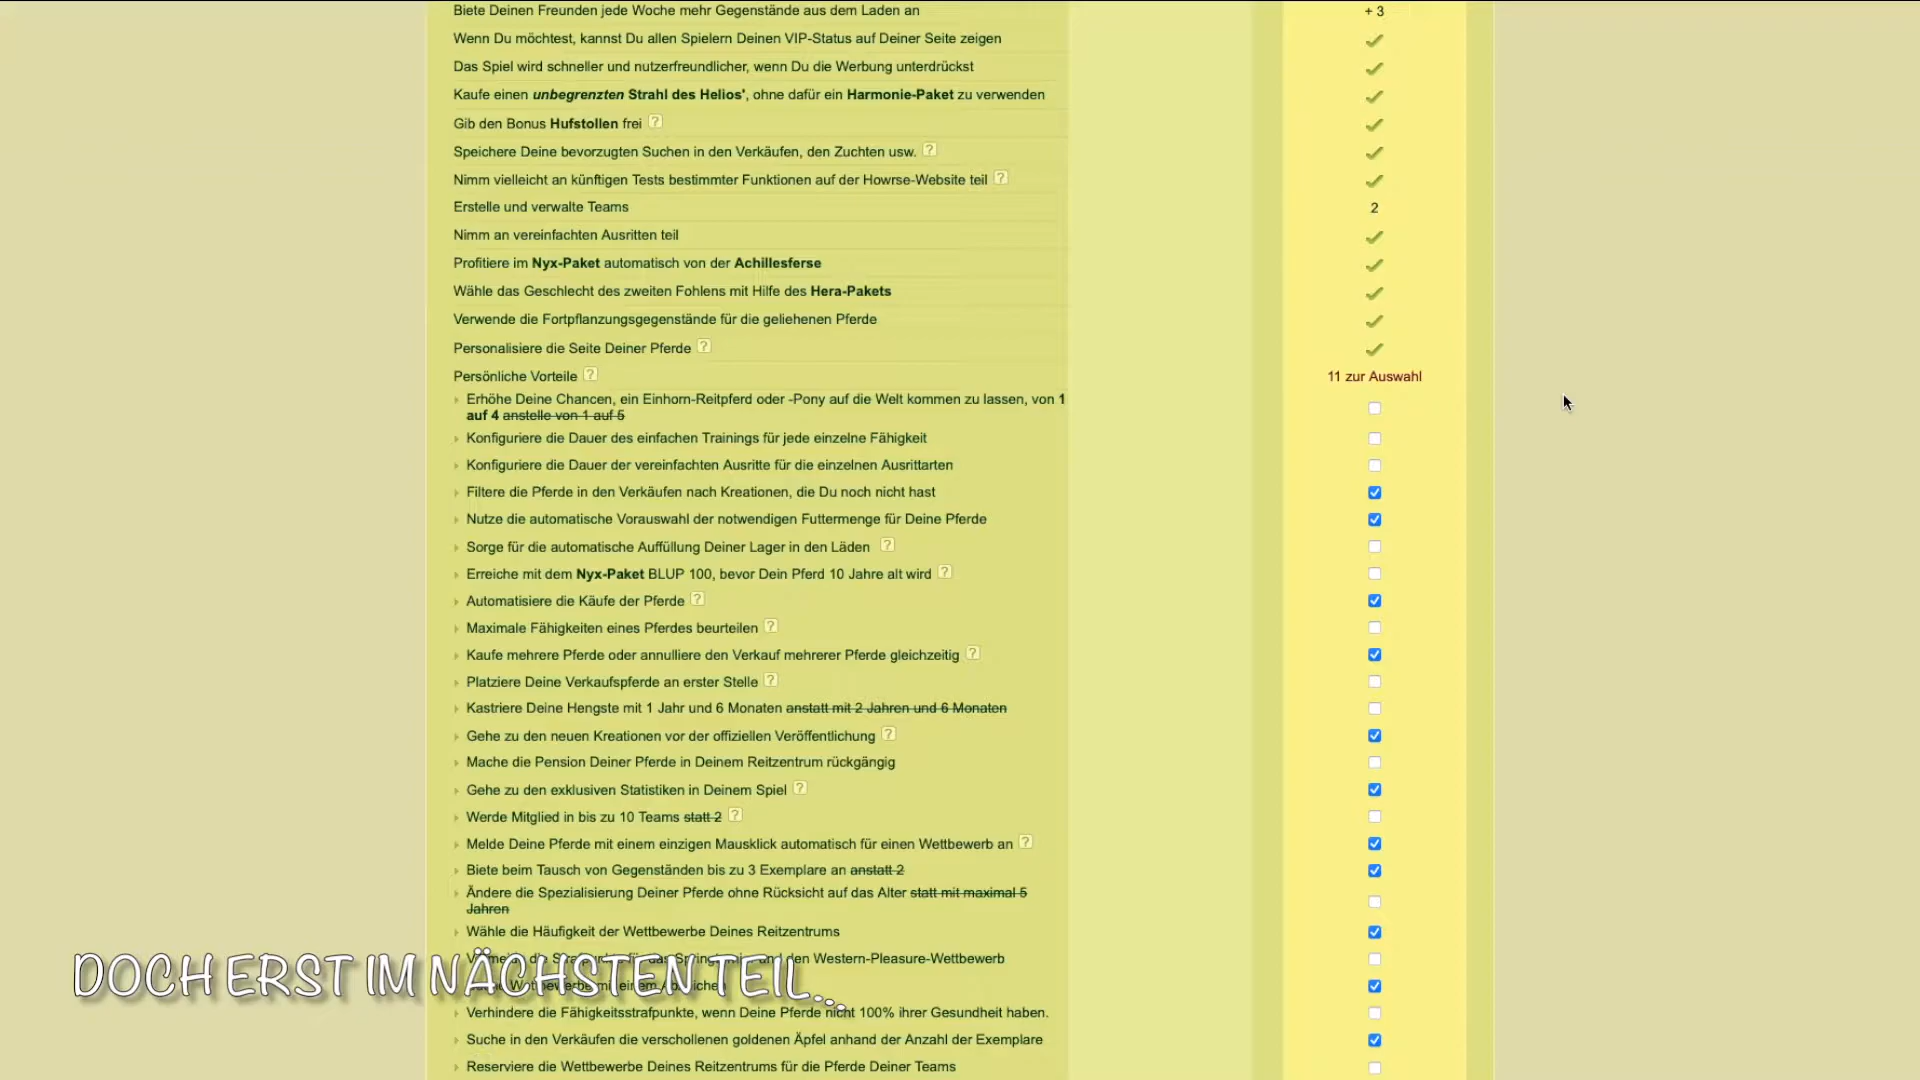 Biete Deinen Freunden jede Woche mehr Gegenstände aus dem Laden an + 3
Wenn Du möchtest, kannst Du allen Spielern Deinen VIP-Status auf Deiner Seite zeigen
Das Spiel wird schneller und nutzerfreundlicher, wenn Du die Werbung unterdrückst
Kaufe einen unbegrenzten Strahl des Helios', ohne dafür ein Harmonie-Paket zu verwenden
Gib den Bonus Hufstollen frei ?
Speichere Deine bevorzugten Suchen in den Verkäufen, den Zuchten usw. ?
Nimm vielleicht an künftigen Tests bestimmter Funktionen auf der Howrse-Website teil ?
Erstelle und verwalte Teams 2
Nimm an vereinfachten Ausritten teil
Profitiere im Nyx-Paket automatisch von der Achillesferse
Wähle das Geschlecht des zweiten Fohlens mit Hilfe des Hera-Pakets
Verwende die Fortpflanzungsgegenstände für die geliehenen Pferde
Personalisiere die Seite Deiner Pferde ?
Persönliche Vorteile ? 11 zur Auswahl
Erhöhe Deine Chancen, ein Einhorn-Reitpferd oder -Pony auf die Welt kommen zu lassen, von 1
auf 4 anstelle von 1 auf 5
Konfiguriere die Dauer des einfachen Trainings für jede einzelne Fähigkeit
Konfiguriere die Dauer der vereinfachten Ausritte für die einzelnen Ausrittarten
Filtere die Pferde in den Verkäufen nach Kreationen, die Du noch nicht hast
Nutze die automatische Vorauswahl der notwendigen Futtermenge für Deine Pferde
Sorge für die automatische Auffüllung Deiner Lager in den Läden ?
Erreiche mit dem Nyx-Paket BLUP 100, bevor Dein Pferd 10 Jahre alt wird ?
Automatisiere die Käufe der Pferde ?
Maximale Fähigkeiten eines Pferdes beurteilen ?
Kaufe mehrere Pferde oder annulliere den Verkauf mehrerer Pferde gleichzeitig ?
Platziere Deine Verkaufspferde an erster Stelle ?
Kastriere Deine Hengste mit 1 Jahr und 6 Monaten anstatt mit 2 Jahren und 6 Monaten
Gehe zu den neuen Kreationen vor der offiziellen Veröffentlichung ?
Mache die Pension Deiner Pferde in Deinem Reitzentrum rückgängig
Gehe zu den exklusiven Statistiken in Deinem Spiel ?
Werde Mitglied in bis zu 10 Teams statt 2 ?
Melde Deine Pferde mit einem einzigen Mausklick automatisch für einen Wettbewerb an ?
Biete beim Tausch von Gegenständen bis zu 3 Exemplare an anstatt 2
Ändere die Spezialisierung Deiner Pferde ohne Rücksicht auf das Alter statt mit maximal 5
Jahren
Wähle die Häufigkeit der Wettbewerbe Deines Reitzentrums
den Western-Pleasure-Wettbewerb
DOCH ERST IM NÄCHSTEN TEIL...
Verhindere die Fähigkeitsstrafpunkte, wenn Deine Pferde nicht 100% ihrer Gesundheit haben.
Suche in den Verkäufen die verschollenen goldenen Äpfel anhand der Anzahl der Exemplare
Reserviere die Wettbewerbe Deines Reitzentrums für die Pferde Deiner Teams